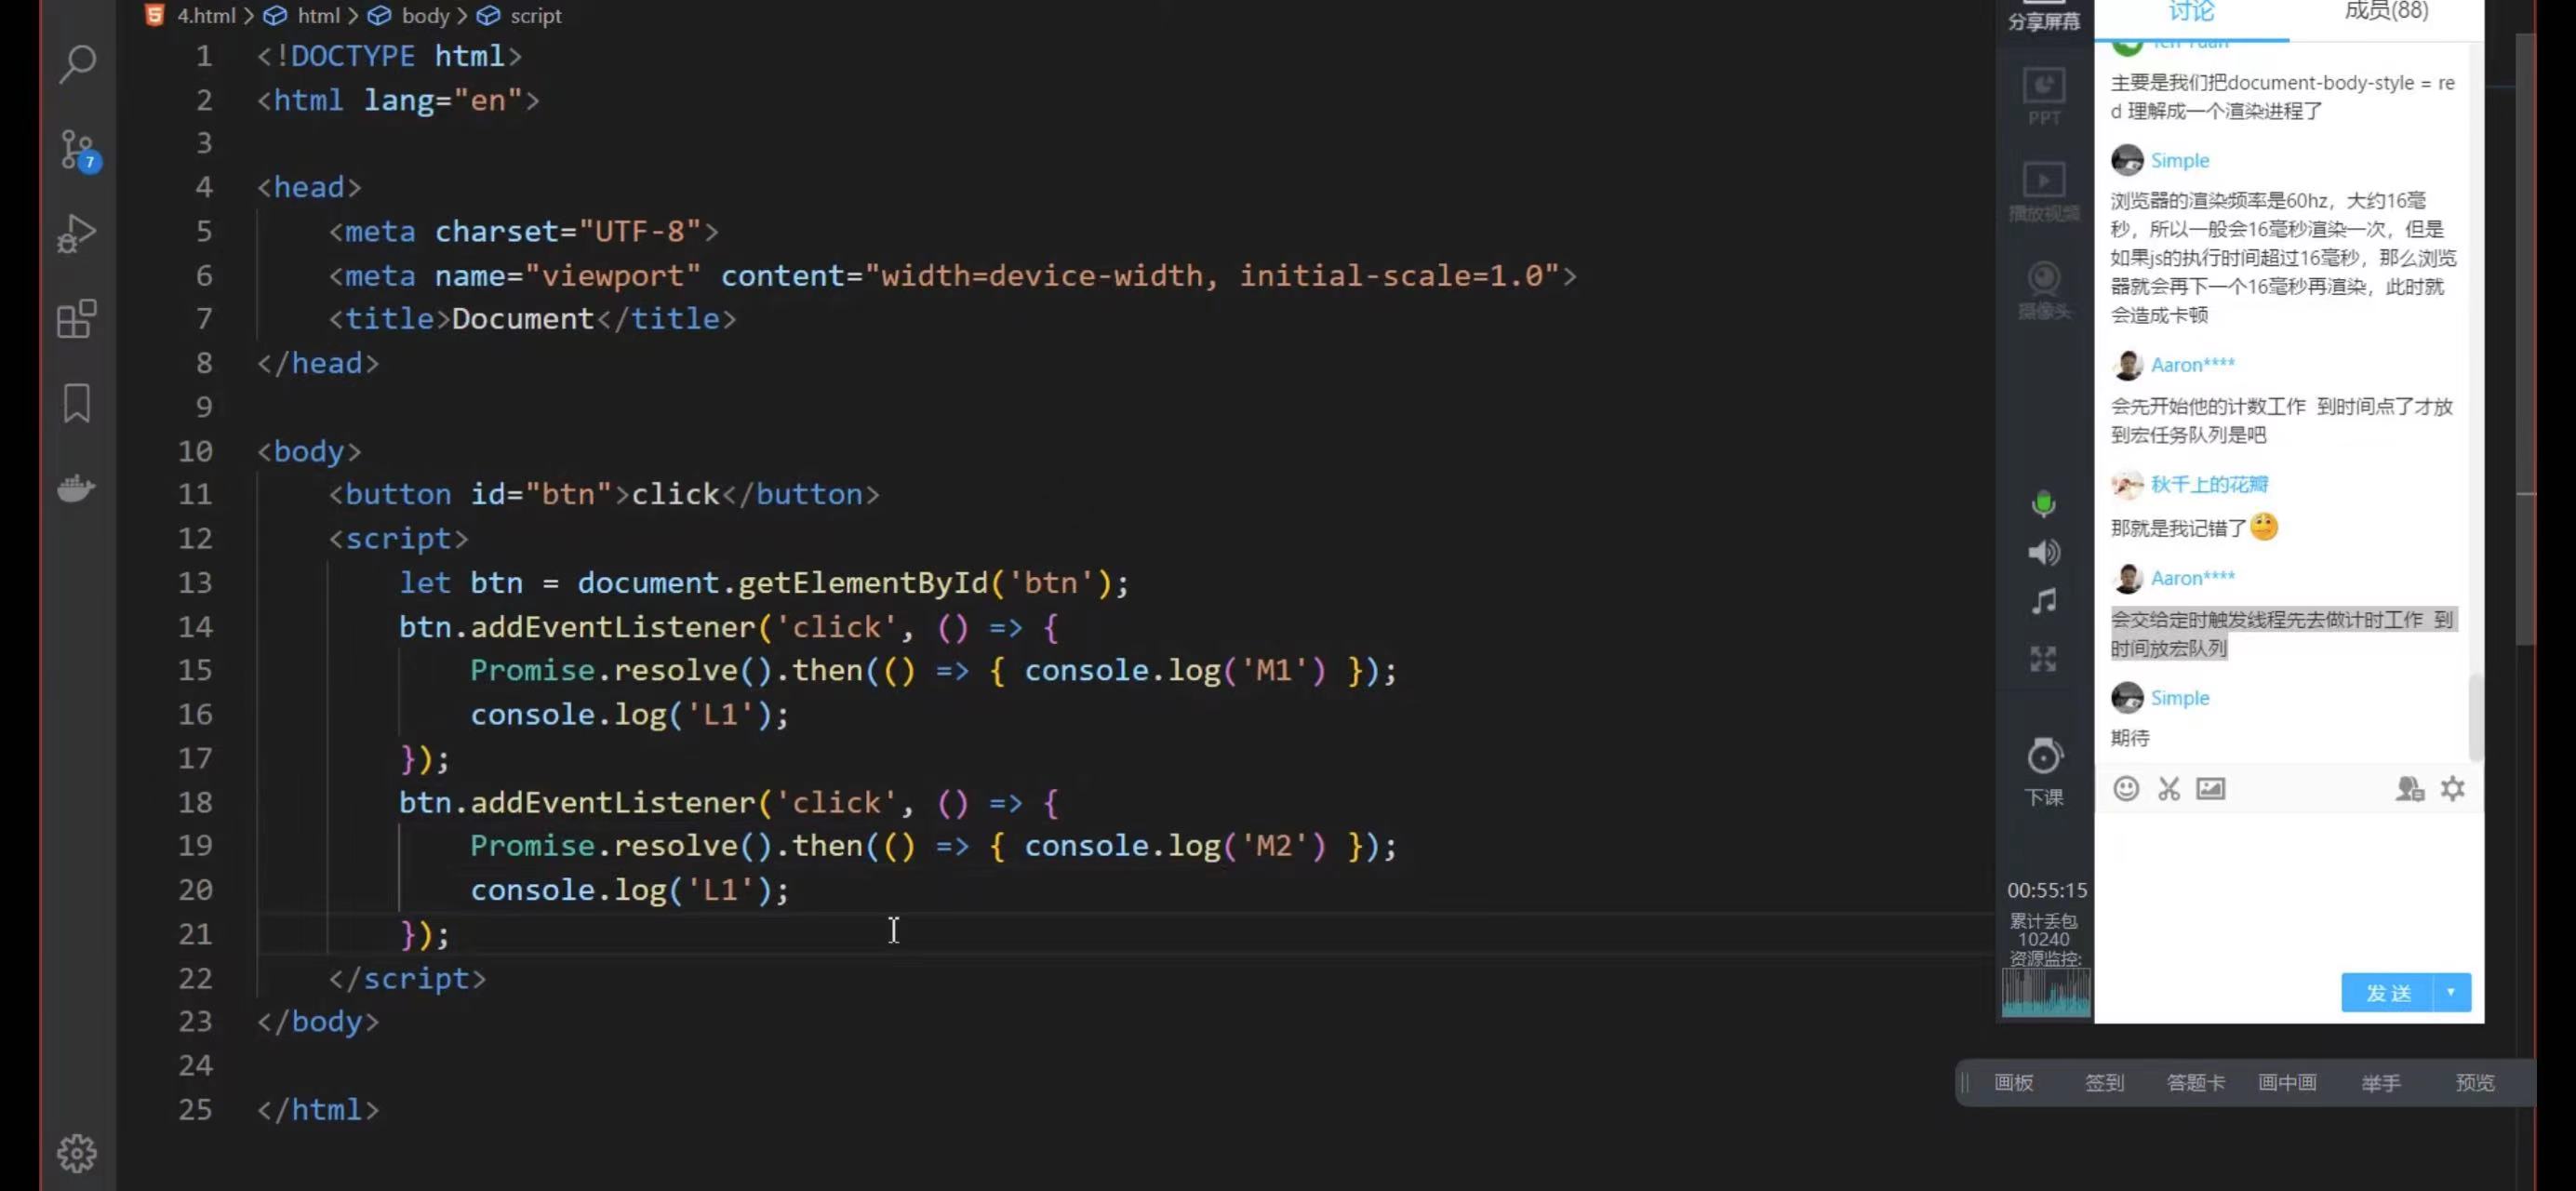 4.html > html > body > script
1 <!DOCTYPE html>
2 <html lang="en">
3
4 <head>
5     <meta charset="UTF-8">
6     <meta name="viewport" content="width=device-width, initial-scale=1.0">
7     <title>Document</title>
8 </head>
9
10 <body>
11     <button id="btn">click</button>
12     <script>
13         let btn = document.getElementById('btn');
14         btn.addEventListener('click', () => {
15             Promise.resolve().then(() => { console.log('M1') });
16             console.log('L1');
17         });
18         btn.addEventListener('click', () => {
19             Promise.resolve().then(() => { console.log('M2') });
20             console.log('L1');
21         });
22     </script>
23 </body>
24
25 </html>
7
分享屏幕
PPT
播放视频
摄像头
下课
00:55:15
累计丢包
10240
资源监控:
讨论
成员(88)
主要是我们把document-body-style = re
d 理解成一个渲染进程了
Simple
浏览器的渲染频率是60hz，大约16毫
秒，所以一般会16毫秒渲染一次，但是
如果js的执行时间超过16毫秒，那么浏览
器就会再下一个16毫秒再渲染，此时就
会造成卡顿
Aaron****
会先开始他的计数工作 到时间点了才放
到宏任务队列是吧
秋千上的花瓣
那就是我记错了
Aaron****
会交给定时触发线程先去做计时工作 到
时间放宏队列
Simple
期待
发送
画板
签到
答题卡
画中画
举手
预览